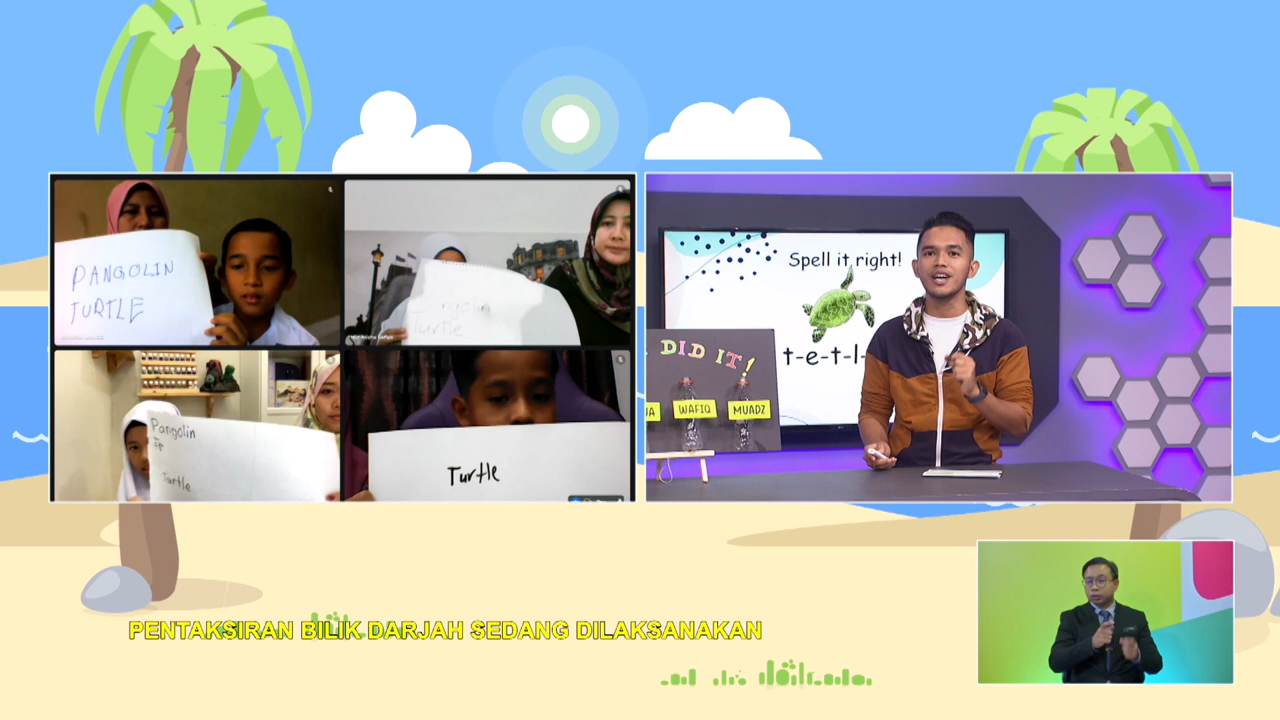 PANGOLIN
TURTLE
Turtle
Pangolin
Turtle
Turtle
Spell it right!
t-e-t-l-
DID IT!
WAFIQ
MUADZ
PENTAKSIRAN BILIK DARJAH SEDANG DILAKSANAKAN